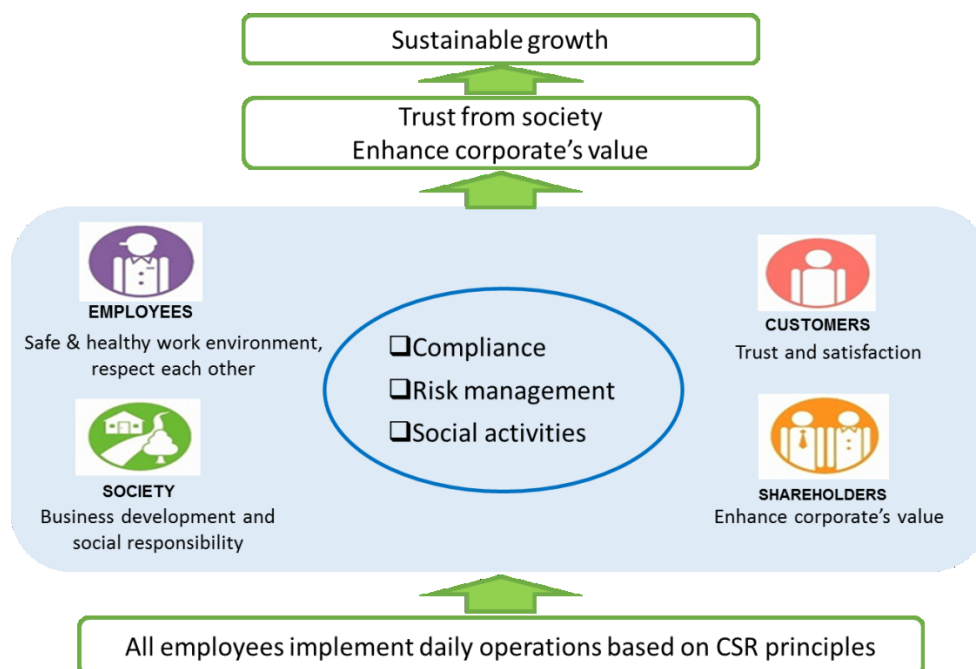 Sustainable growth
Trust from society
Enhance corporate's value
EMPLOYEES
Safe & healthy work environment,
respect each other
SOCIETY
Business development and
social responsibility
❑Compliance
❑Risk management
❑Social activities
CUSTOMERS
Trust and satisfaction
SHAREHOLDERS
Enhance corporate's value
All employees implement daily operations based on CSR principles